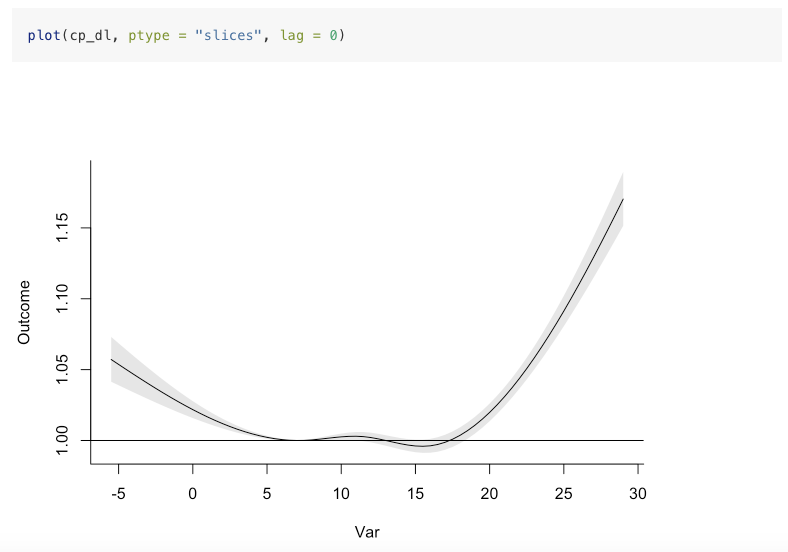 plot(cp_dl, ptype = "slices", lag = 0)
1.15
1.10
1.05
1.00
Outcome
-5 0 5 10 15 20 25 30
Var